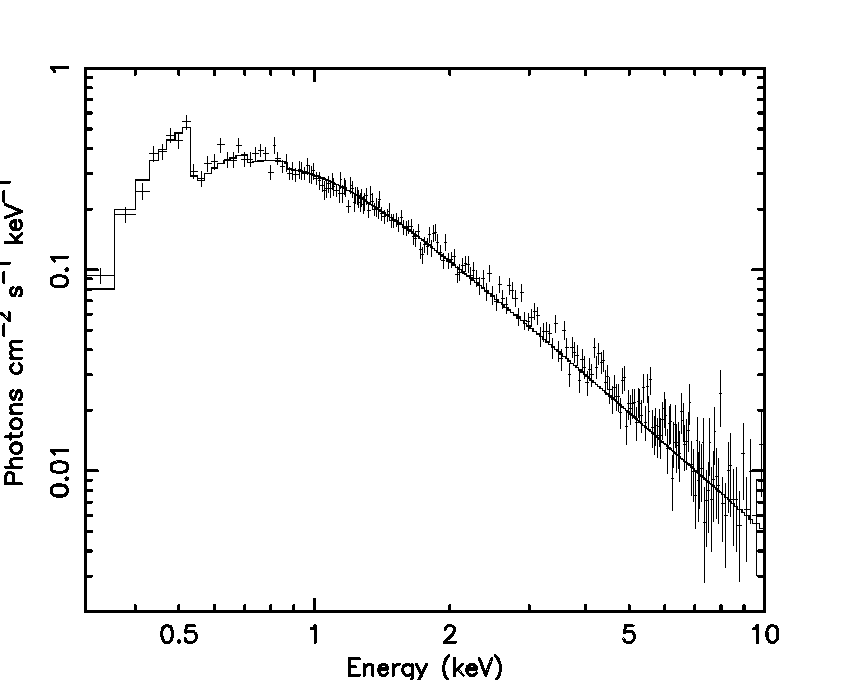 1
0.1
0.01
Photons cm⁻² s⁻¹ keV⁻¹
0.5 1 2 5 10
Energy (keV)